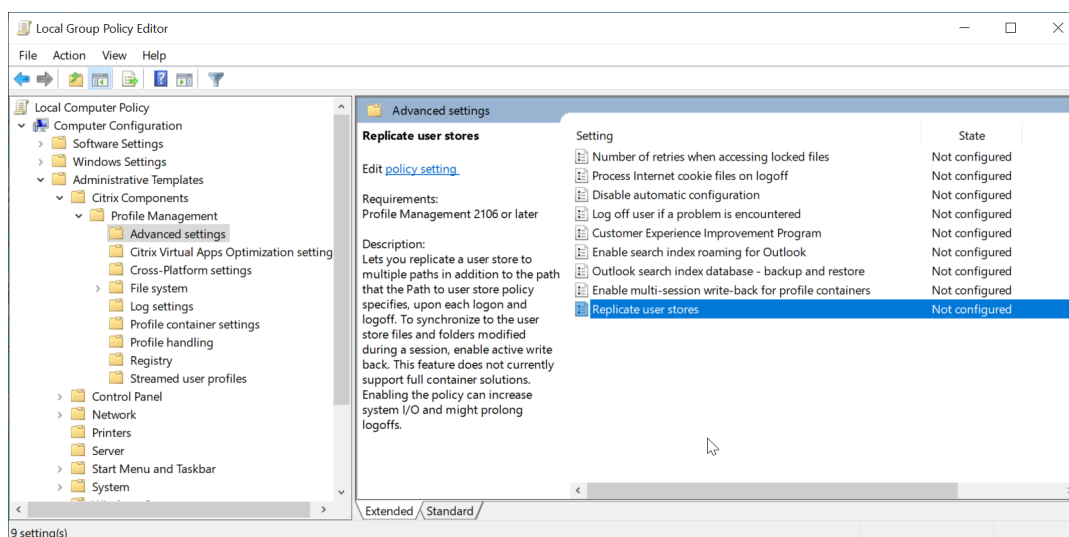 Local Group Policy Editor
File Action View Help
Local Computer Policy
Computer Configuration
Software Settings
Windows Settings
Administrative Templates
Citrix Components
Profile Management
Advanced settings
Citrix Virtual Apps Optimization setting
Cross-Platform settings
File system
Log settings
Profile container settings
Profile handling
Registry
Streamed user profiles
Control Panel
Network
Printers
Server
Start Menu and Taskbar
System
Advanced settings
Replicate user stores
Edit policy setting
Requirements:
Profile Management 2106 or later
Description:
Lets you replicate a user store to
multiple paths in addition to the path
that the Path to user store policy
specifies, upon each logon and
logoff. To synchronize to the user
store files and folders modified
during a session, enable active write
back. This feature does not currently
support full container solutions.
Enabling the policy can increase
system I/O and might prolong
logoffs.
Setting State
Number of retries when accessing locked files Not configured
Process Internet cookie files on logoff Not configured
Disable automatic configuration Not configured
Log off user if a problem is encountered Not configured
Customer Experience Improvement Program Not configured
Enable search index roaming for Outlook Not configured
Outlook search index database - backup and restore Not configured
Enable multi-session write-back for profile containers Not configured
Replicate user stores Not configured
Extended Standard
9 setting(s)